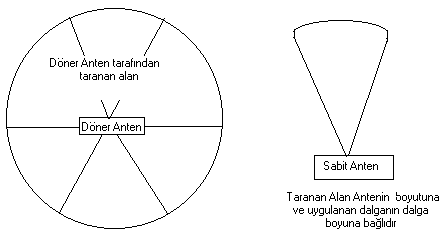 Döner Anten tarafından
taranan alan
Döner Anten
Sabit Anten
Taranan Alan Antenin boyutuna
ve uygulanan dalganın dalga
boyuna bağlıdır